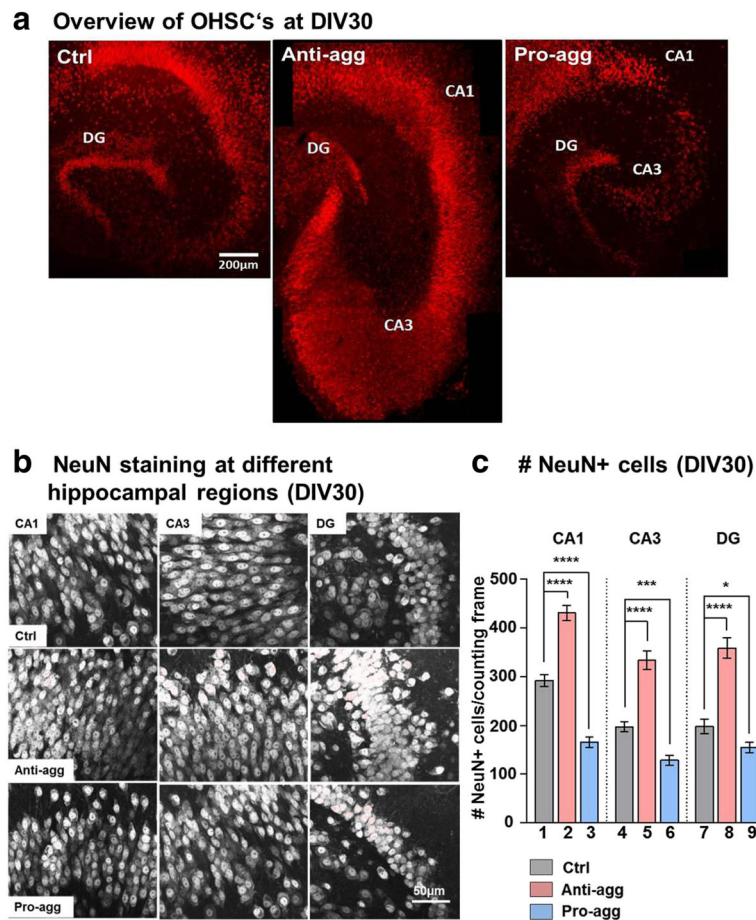 a Overview of OHSC‘s at DIV30
Ctrl
DG
200µm
Anti-agg
CA1
DG
CA3
Pro-agg
CA1
DG
CA3
b NeuN staining at different
hippocampal regions (DIV30)
CA1
CA3
DG
Ctrl
Anti-agg
Pro-agg
50µm
c # NeuN+ cells (DIV30)
CA1 CA3 DG
# NeuN+ cells/counting frame
500
400
300
200
100
0
****
****
***
****
*
****
1 2 3 4 5 6 7 8 9
Ctrl
Anti-agg
Pro-agg